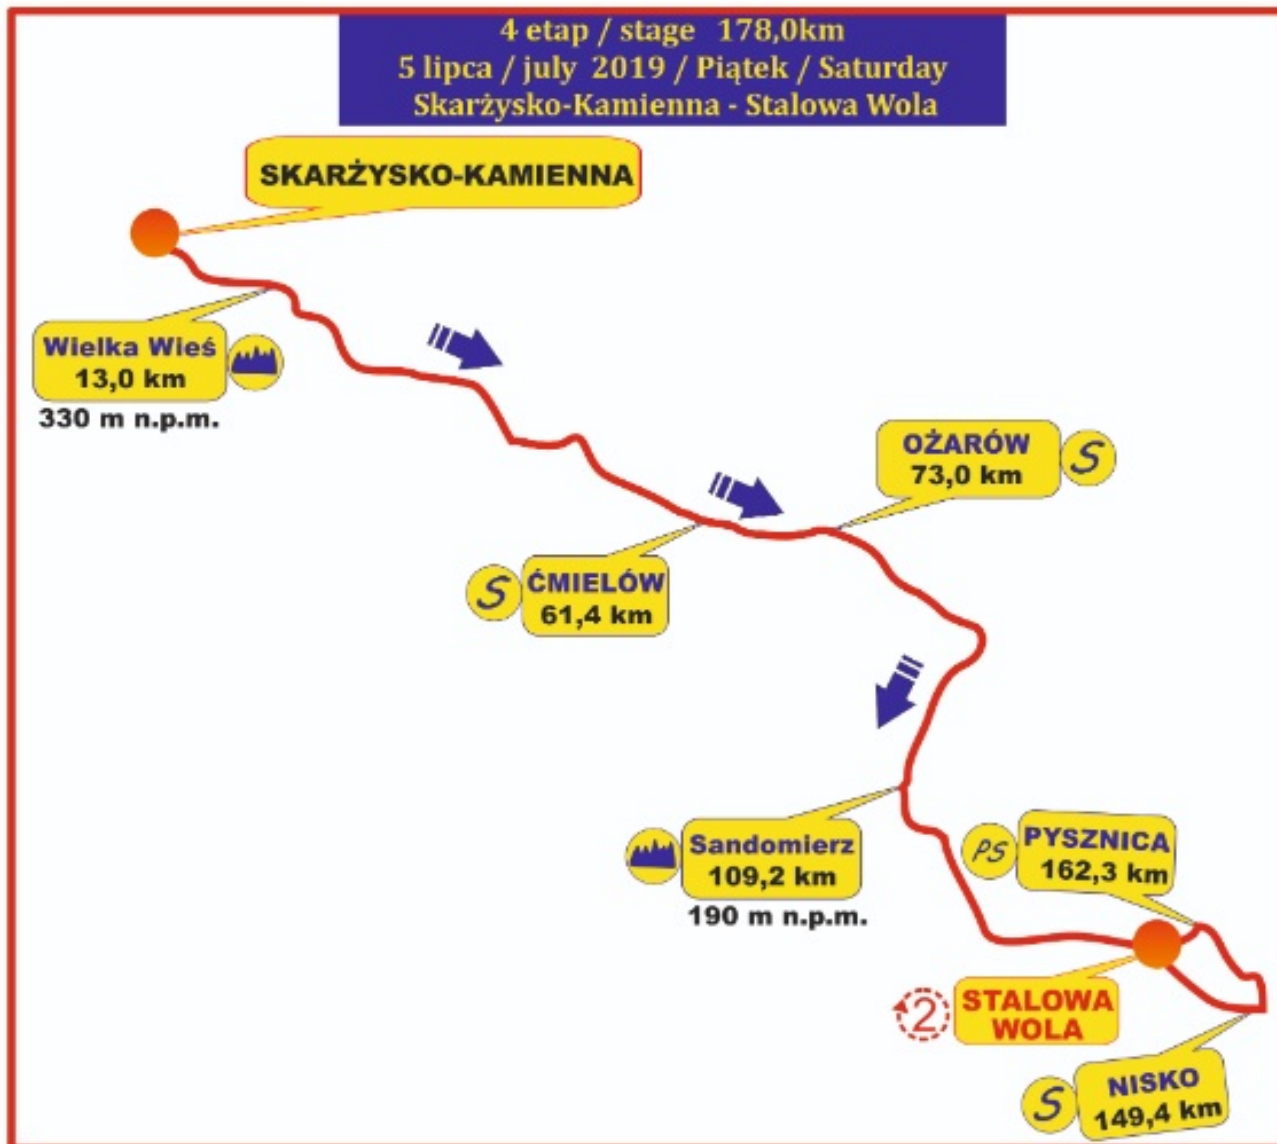 4 etap / stage 178,0km
5 lipca / july 2019 / Piątek / Saturday
Skarżysko-Kamienna - Stalowa Wola
SKARŻYSKO-KAMIENNA
Wielka Wieś
13,0 km
330 m n.p.m.
OŻARÓW
73,0 km
S
S
ĆMIELÓW
61,4 km
Sandomierz
109,2 km
190 m n.p.m.
PS
PYSZNICA
162,3 km
2
STALOWA
WOLA
S
NISKO
149,4 km